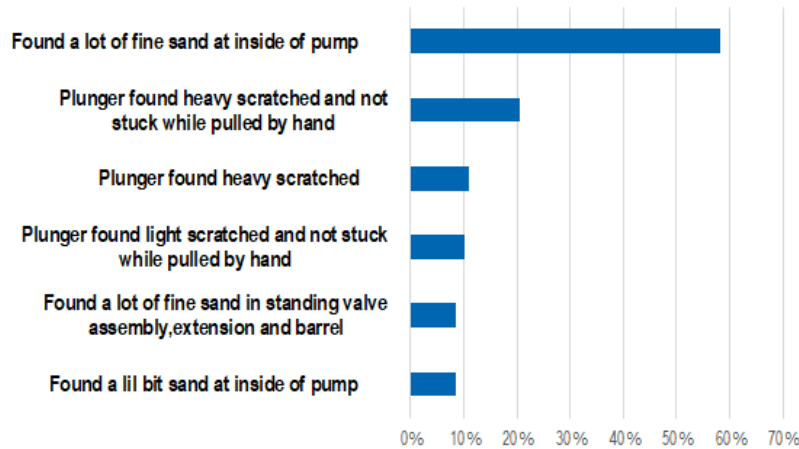 Found a lot of fine sand at inside of pump
Plunger found heavy scratched and not
stuck while pulled by hand
Plunger found heavy scratched
Plunger found light scratched and not stuck
while pulled by hand
Found a lot of fine sand in standing valve
assembly,extension and barrel
Found a lil bit sand at inside of pump
0% 10% 20% 30% 40% 50% 60% 70%